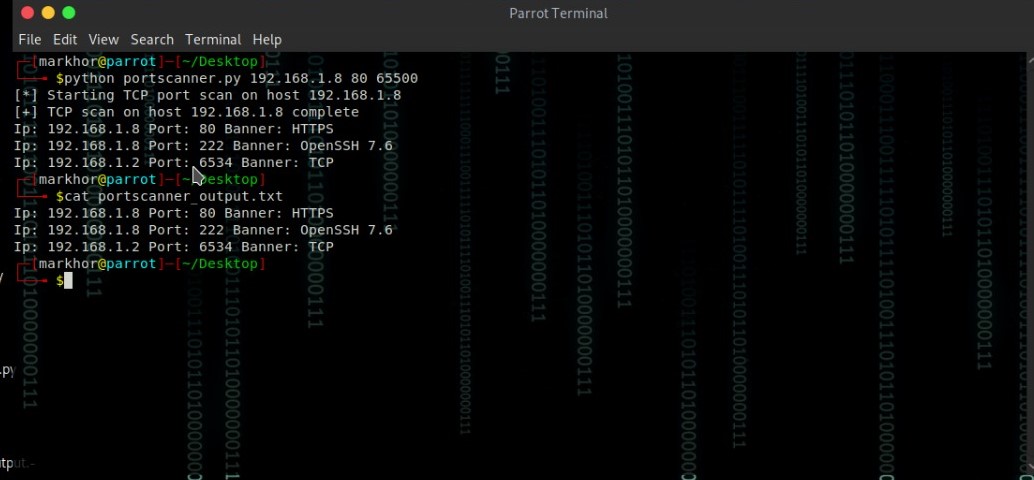 Parrot Terminal
File Edit View Search Terminal Help
[markhor@parrot]─[~/Desktop]
$python portscanner.py 192.168.1.8 80 65500
[*] Starting TCP port scan on host 192.168.1.8
[+] TCP scan on host 192.168.1.8 complete
Ip: 192.168.1.8 Port: 80 Banner: HTTPS
Ip: 192.168.1.8 Port: 222 Banner: OpenSSH 7.6
Ip: 192.168.1.2 Port: 6534 Banner: TCP
[markhor@parrot]─[~/Desktop]
$cat portscanner_output.txt
Ip: 192.168.1.8 Port: 80 Banner: HTTPS
Ip: 192.168.1.8 Port: 222 Banner: OpenSSH 7.6
Ip: 192.168.1.2 Port: 6534 Banner: TCP
[markhor@parrot]─[~/Desktop]
$